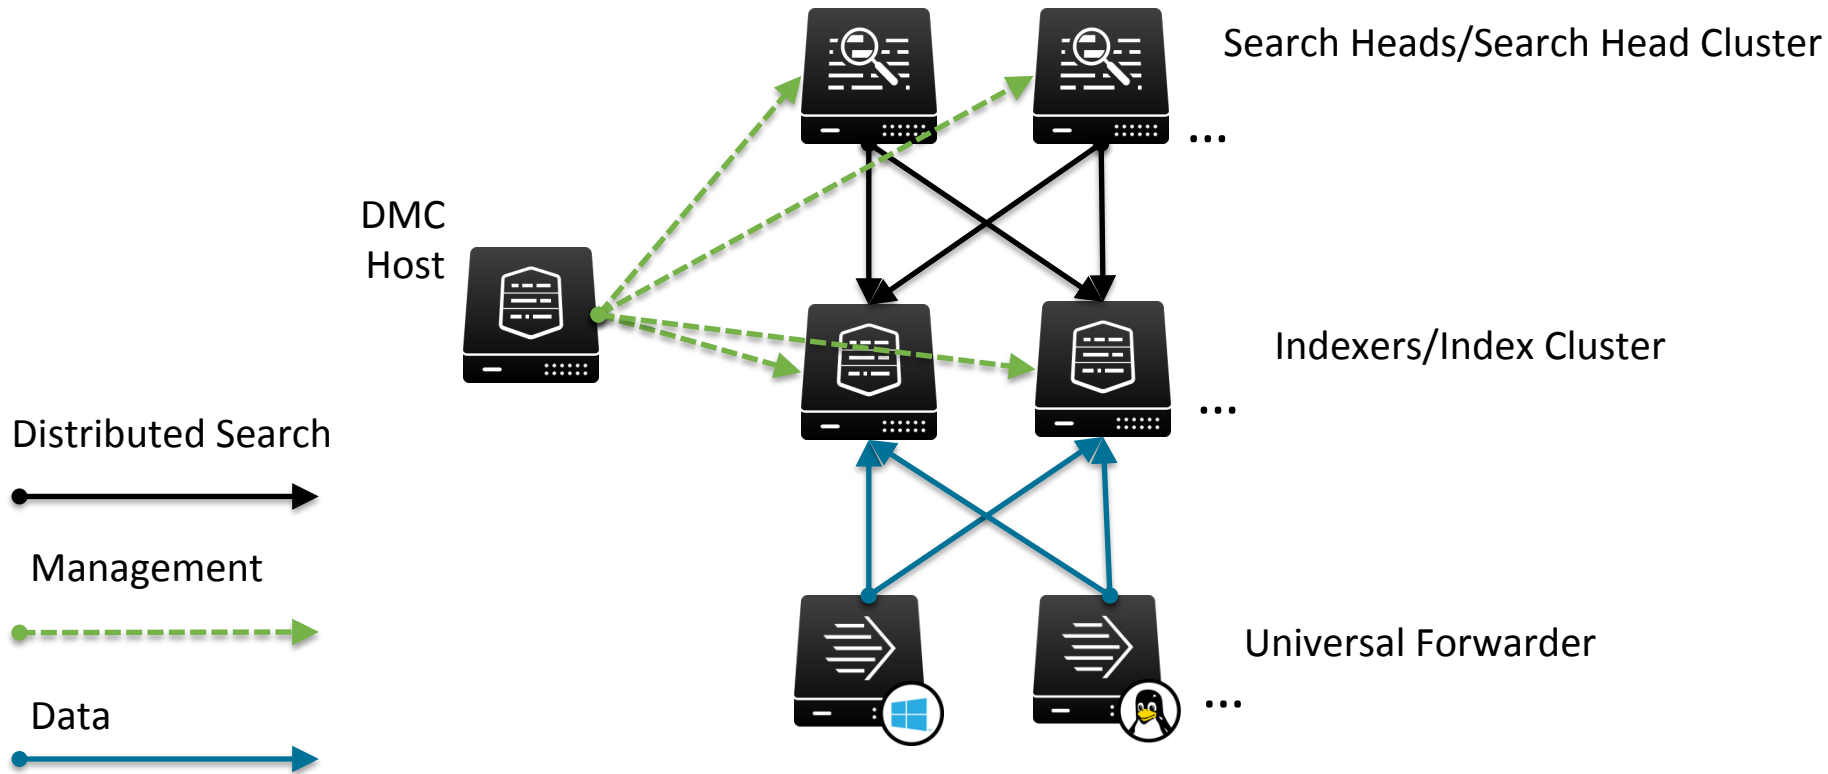 Search Heads/Search Head Cluster
...
DMC
Host
Indexers/Index Cluster
...
Distributed Search
Management
Universal Forwarder
...
Data